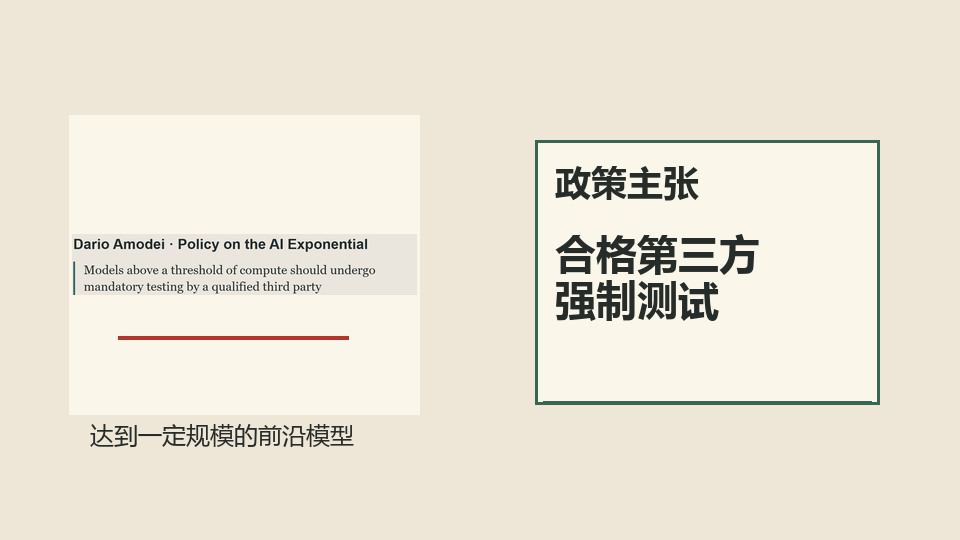 Dario Amodei · Policy on the AI Exponential
Models above a threshold of compute should undergo
mandatory testing by a qualified third party
达到一定规模的前沿模型
政策主张
合格第三方
强制测试